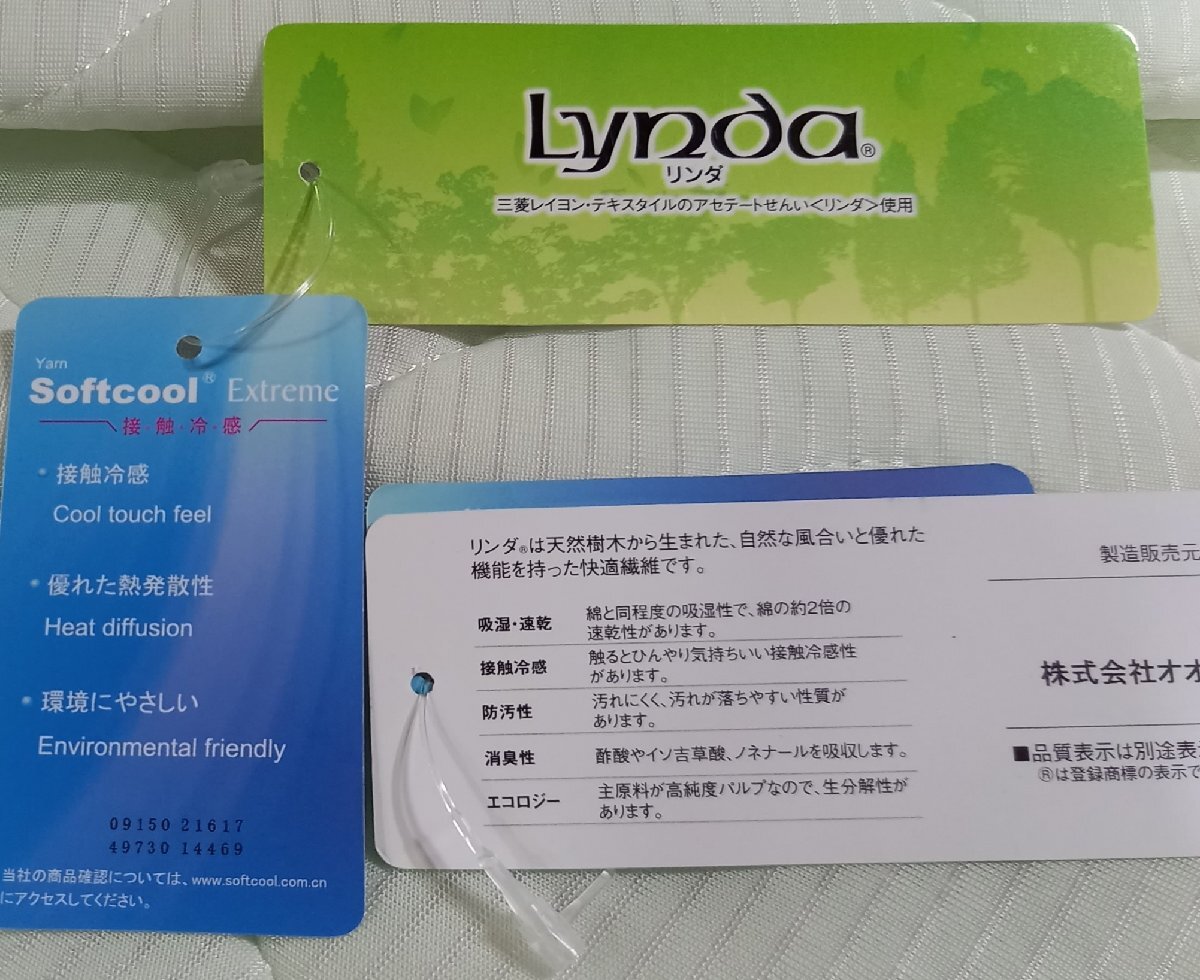 Lynda®
リンダ
三菱レイヨン・テキスタイルのアセテートせんい<リンダ>使用
Yarn
Softcool® Extreme
接・触・冷・感
・接触冷感
Cool touch feel
・優れた熱発散性
Heat diffusion
・環境にやさしい
Environmental friendly
09150 21617
49730 14469
当社の商品確認については、www.softcool.com.cn
にアクセスしてください。
リンダ®は天然樹木から生まれた、自然な風合いと優れた
機能を持った快適繊維です。
吸湿・速乾 綿と同程度の吸湿性で、綿の約2倍の
速乾性があります。
接触冷感 触るとひんやり気持ちいい接触冷感性
があります。
防汚性 汚れにくく、汚れが落ちやすい性質が
あります。
消臭性 酢酸やイソ吉草酸、ノネナールを吸収します。
エコロジー 主原料が高純度パルプなので、生分解性が
あります。
製造販売元
株式会社オオ
■品質表示は別途表
®は登録商標の表示で